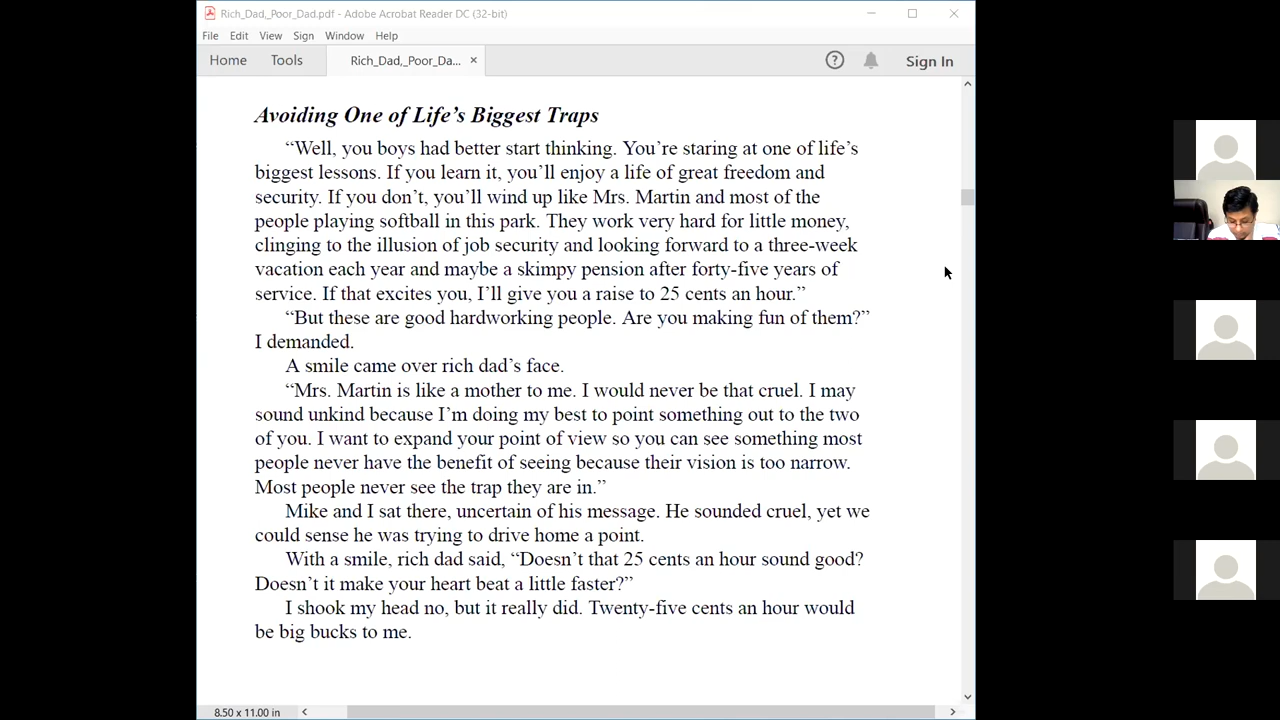 Rich_Dad,_Poor_Dad.pdf - Adobe Acrobat Reader DC (32-bit)
File Edit View Sign Window Help
Home Tools Rich_Dad,_Poor_Da... × Sign In
Avoiding One of Life’s Biggest Traps
“Well, you boys had better start thinking. You’re staring at one of life’s
biggest lessons. If you learn it, you’ll enjoy a life of great freedom and
security. If you don’t, you’ll wind up like Mrs. Martin and most of the
people playing softball in this park. They work very hard for little money,
clinging to the illusion of job security and looking forward to a three-week
vacation each year and maybe a skimpy pension after forty-five years of
service. If that excites you, I’ll give you a raise to 25 cents an hour.”
“But these are good hardworking people. Are you making fun of them?”
I demanded.
A smile came over rich dad’s face.
“Mrs. Martin is like a mother to me. I would never be that cruel. I may
sound unkind because I’m doing my best to point something out to the two
of you. I want to expand your point of view so you can see something most
people never have the benefit of seeing because their vision is too narrow.
Most people never see the trap they are in.”
Mike and I sat there, uncertain of his message. He sounded cruel, yet we
could sense he was trying to drive home a point.
With a smile, rich dad said, “Doesn’t that 25 cents an hour sound good?
Doesn’t it make your heart beat a little faster?”
I shook my head no, but it really did. Twenty-five cents an hour would
be big bucks to me.
8.50 x 11.00 in